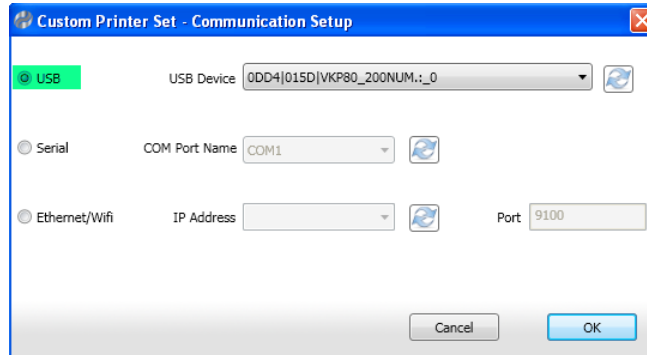 Custom Printer Set - Communication Setup
USB USB Device 0DD4|015D|VKP80_200NUM.:_0
Serial COM Port Name COM1
Ethernet/Wifi IP Address Port 9100
Cancel OK